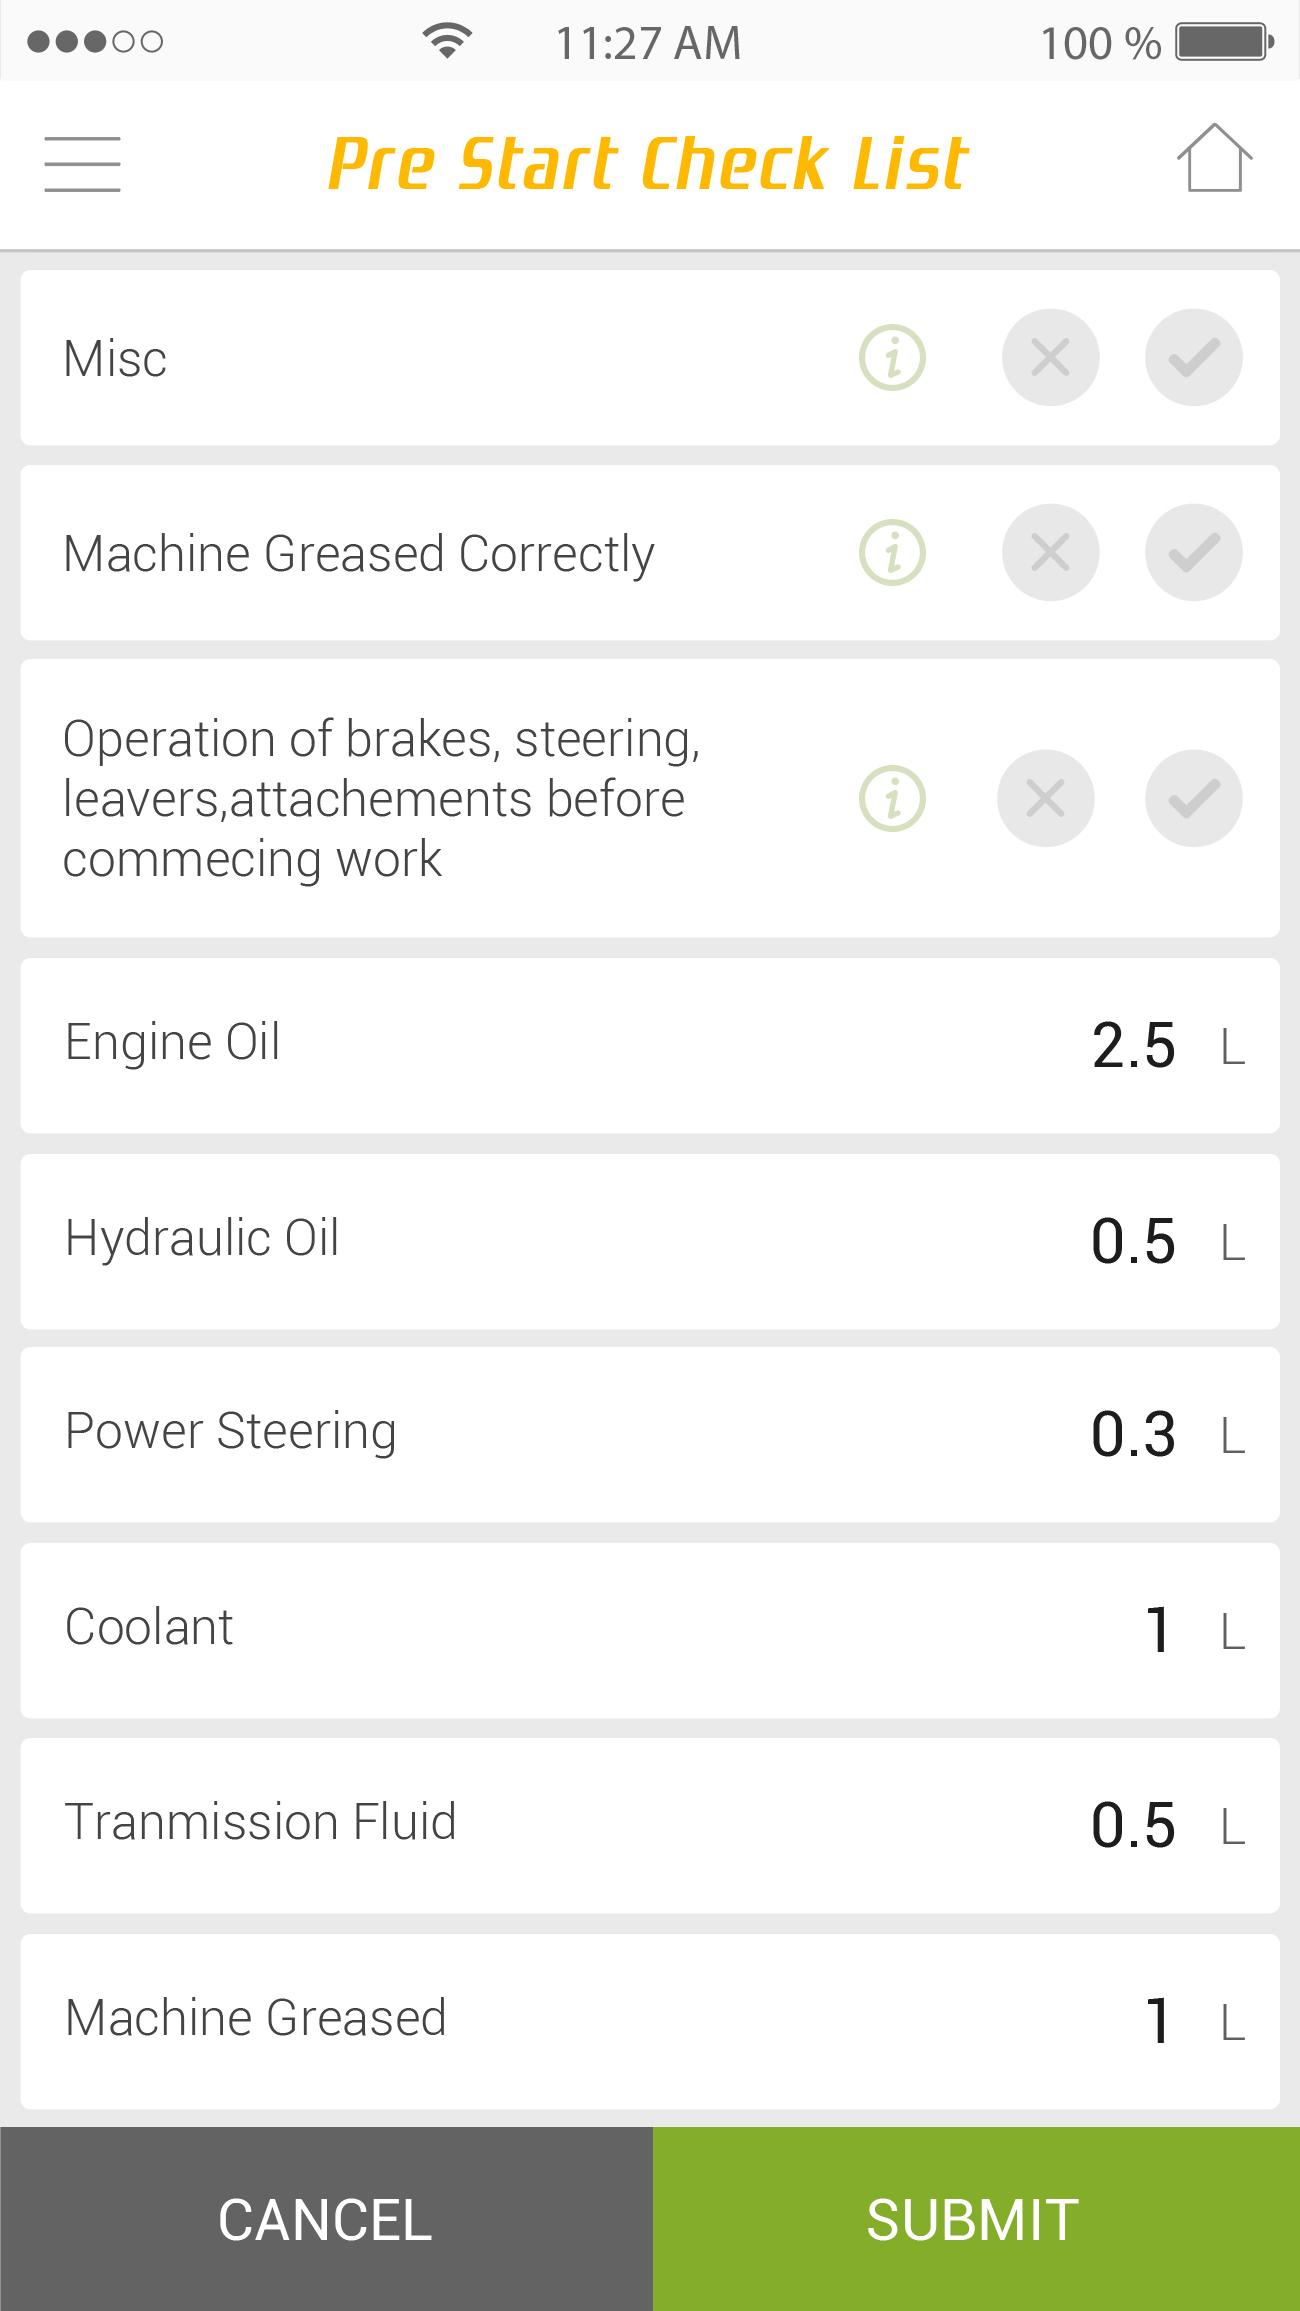 11:27 AM
100 %
Pre Start Check List
Misc
Machine Greased Correctly
Operation of brakes, steering,
leavers,attachements before
commecing work
Engine Oil 2.5 L
Hydraulic Oil 0.5 L
Power Steering 0.3 L
Coolant 1 L
Tranmission Fluid 0.5 L
Machine Greased 1 L
CANCEL
SUBMIT